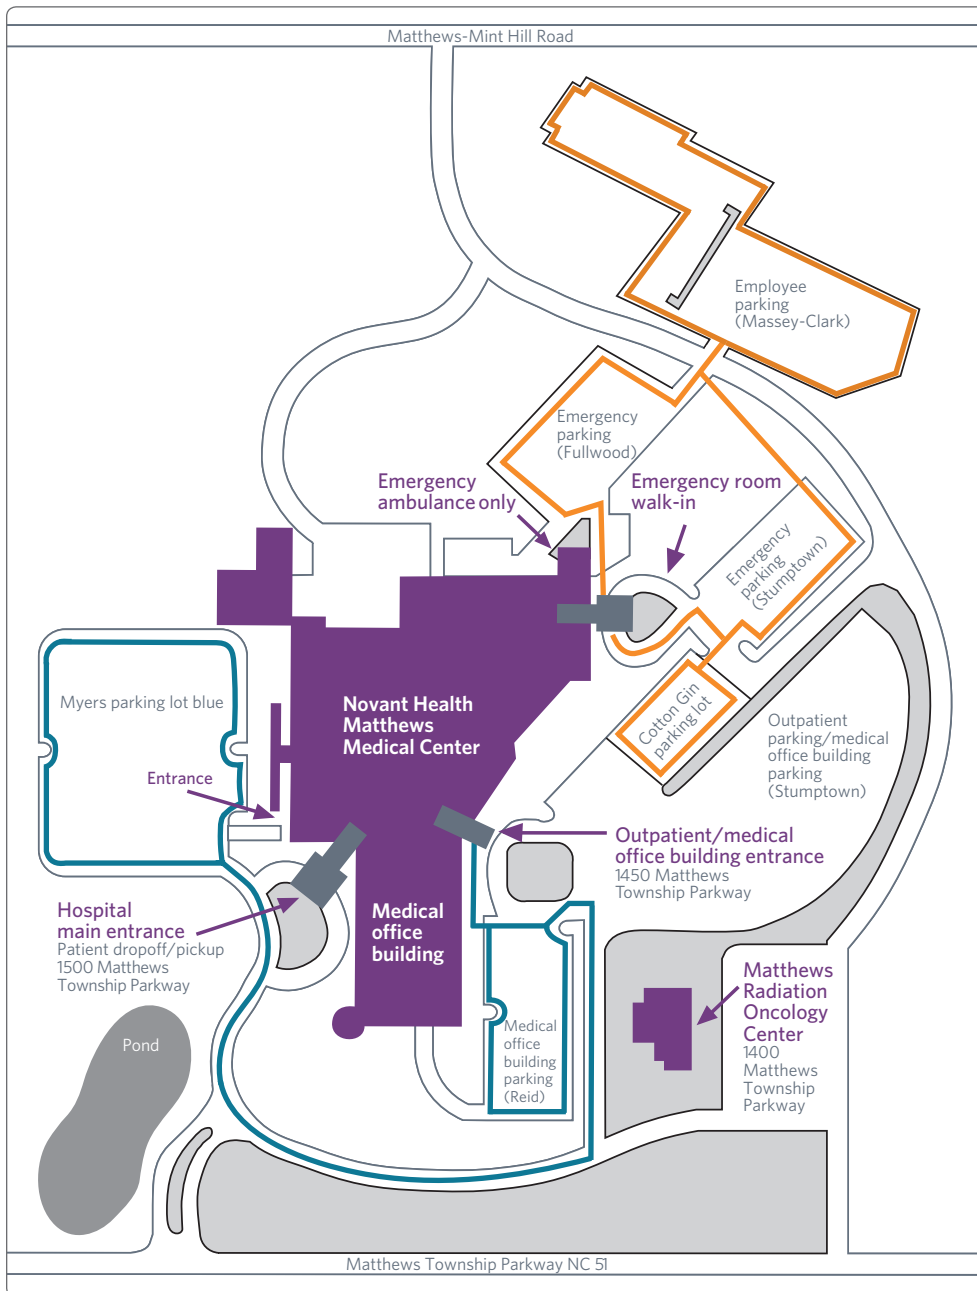 Matthews-Mint Hill Road
Employee
parking
(Massey-Clark)
Emergency
parking
(Fullwood)
Emergency
ambulance only
Emergency room
walk-in
Emergency
parking
(Stumptown)
Myers parking lot blue
Novant Health
Matthews
Medical Center
Cotton Gin
parking lot
Outpatient
parking/medical
office building
parking
(Stumptown)
Entrance
Outpatient/medical
office building entrance
1450 Matthews
Township Parkway
Hospital
main entrance
Patient dropoff/pickup
1500 Matthews
Township Parkway
Medical
office
building
Matthews
Radiation
Oncology
Center
1400
Matthews
Township
Parkway
Pond
Medical
office
building
parking
(Reid)
Matthews Township Parkway NC 51